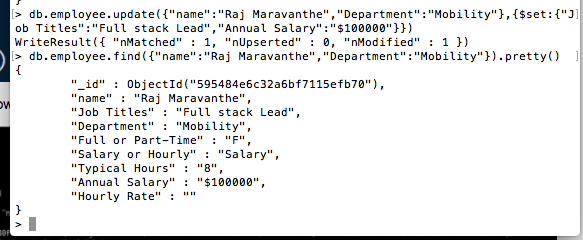 }
[> db.employee.update({"name":"Raj Maravanthe","Department":"Mobility"},{$set:{"J]
ob Titles":"Full stack Lead","Annual Salary":"$100000"}})
WriteResult({ "nMatched" : 1, "nUpserted" : 0, "nModified" : 1 })
[> db.employee.find({"name":"Raj Maravanthe","Department":"Mobility"}).pretty() ]
{
"_id" : ObjectId("595484e6c32a6bf7115efb70"),
"name" : "Raj Maravanthe",
"Job Titles" : "Full stack Lead",
"Department" : "Mobility",
"Full or Part-Time" : "F",
"Salary or Hourly" : "Salary",
"Typical Hours" : "8",
"Annual Salary" : "$100000",
"Hourly Rate" : ""
}
>